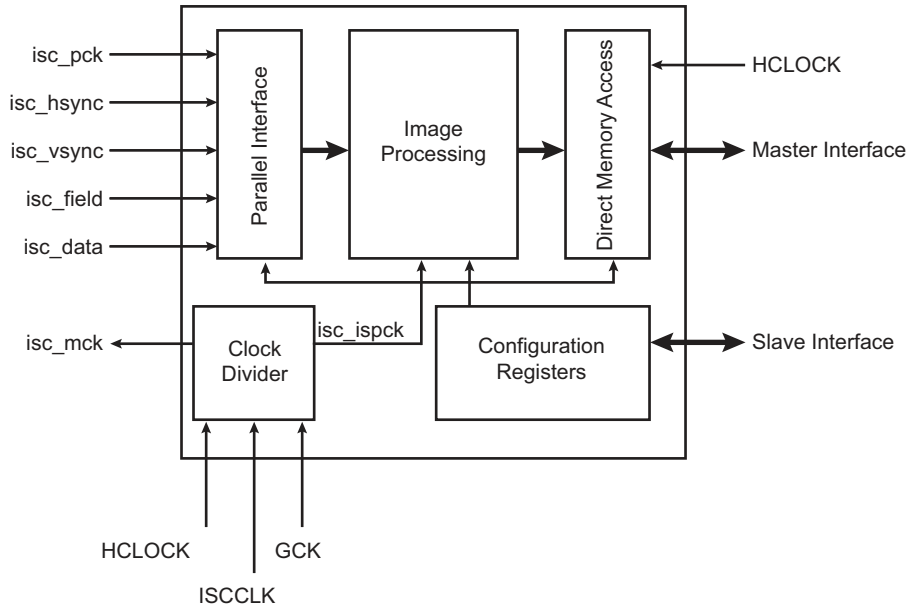 isc_pck
isc_hsync
isc_vsync
isc_field
isc_data
Parallel Interface
Image
Processing
Direct Memory Access
HCLOCK
Master Interface
isc_mck
Clock
Divider
isc_ispck
Configuration
Registers
Slave Interface
HCLOCK
GCK
ISCCLK